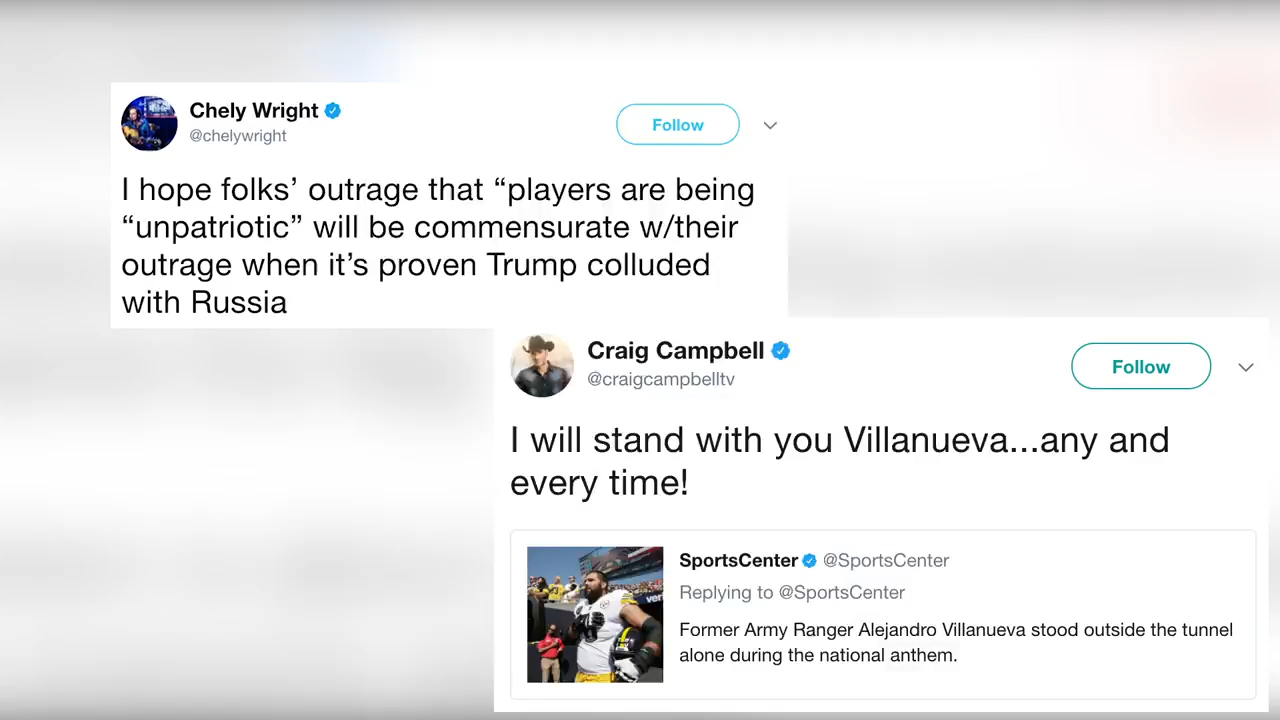 Chely Wright
@chelywright
Follow
I hope folks’ outrage that “players are being
“unpatriotic” will be commensurate w/their
outrage when it’s proven Trump colluded
with Russia
Craig Campbell
@craigcampbelltv
Follow
I will stand with you Villanueva...any and
every time!
SportsCenter @SportsCenter
Replying to @SportsCenter
Former Army Ranger Alejandro Villanueva stood outside the tunnel
alone during the national anthem.